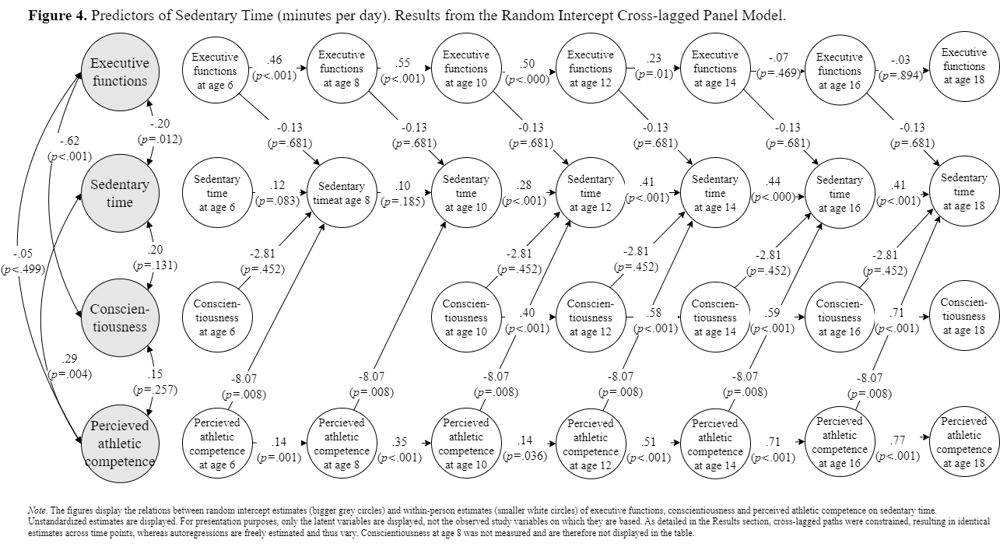 Figure 4. Predictors of Sedentary Time (minutes per day). Results from the Random Intercept Cross-lagged Panel Model.
Executive
functions
Executive
functions
at age 6
.46
(p<.001)
Executive
functions
at age 8
.55
(p<.001)
Executive
functions
at age 10
.50
(p<.000)
Executive
functions
at age 12
.23
(p=.01)
Executive
functions
at age 14
-.07
(p=.469)
Executive
functions
at age 16
-.03
(p=.894)
Executive
functions
at age 18
-.20
(p=.012)
-.62
(p<.001)
-0.13
(p=.681)
-0.13
(p=.681)
-0.13
(p=.681)
-0.13
(p=.681)
-0.13
(p=.681)
-0.13
(p=.681)
Sedentary
time
Sedentary
time
at age 6
.12
(p=.083)
Sedentary
timeat age 8
.10
(p=.185)
Sedentary
time
at age 10
.28
(p<.001)
Sedentary
time
at age 12
.41
(p<.001)
Sedentary
time
at age 14
.44
(p<.000)
Sedentary
time
at age 16
.41
(p<.001)
Sedentary
time
at age 18
-.05
(p<.499)
.20
(p=.131)
-2.81
(p=.452)
-2.81
(p=.452)
-2.81
(p=.452)
-2.81
(p=.452)
-2.81
(p=.452)
Conscien-
tiousness
Conscien-
tiousness
at age 6
Conscien-
tiousness
at age 10
.40
(p<.001)
Conscien-
tiousness
at age 12
.58
(p<.001)
Conscien-
tiousness
at age 14
.59
(p<.001)
Conscien-
tiousness
at age 16
.71
(p<.001)
Conscien-
tiousness
at age 18
.29
(p=.004)
.15
(p=.257)
-8.07
(p=.008)
-8.07
(p=.008)
-8.07
(p=.008)
-8.07
(p=.008)
-8.07
(p=.008)
-8.07
(p=.008)
Percieved
athletic
competence
Percieved
athletic
competence
at age 6
.14
(p=.001)
Percieved
athletic
competence
at age 8
.35
(p<.001)
Percieved
athletic
competence
at age 10
.14
(p=.036)
Percieved
athletic
competence
at age 12
.51
(p<.001)
Percieved
athletic
competence
at age 14
.71
(p<.001)
Percieved
athletic
competence
at age 16
.77
(p<.001)
Percieved
athletic
competence
at age 18
Note. The figures display the relations between random intercept estimates (bigger grey circles) and within-person estimates (smaller white circles) of executive functions, conscientiousness and perceived athletic competence on sedentary time.
Unstandardized estimates are displayed. For presentation purposes, only the latent variables are displayed, not the observed study variables on which they are based. As detailed in the Results section, cross-lagged paths were constrained, resulting in identical
estimates across time points, whereas autoregressions are freely estimated and thus vary. Conscientiousness at age 8 was not measured and are therefore not displayed in the table.